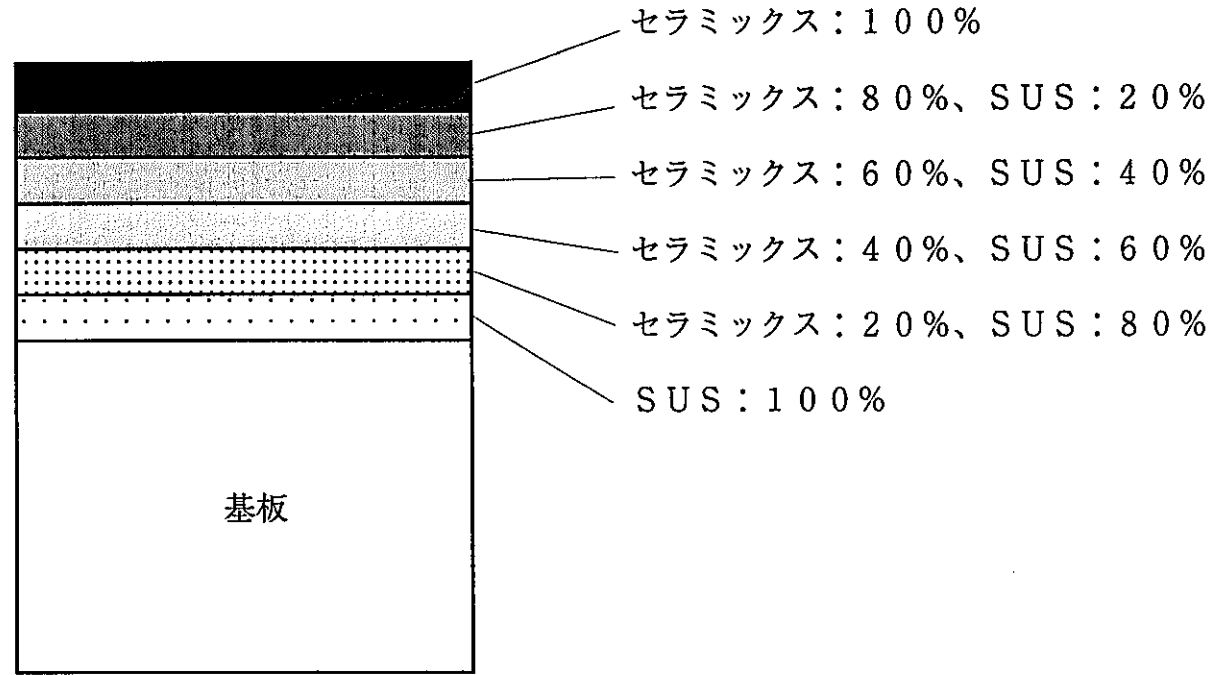 セラミックス：１００％
セラミックス：８０％、ＳＵＳ：２０％
セラミックス：６０％、ＳＵＳ：４０％
セラミックス：４０％、ＳＵＳ：６０％
セラミックス：２０％、ＳＵＳ：８０％
ＳＵＳ：１００％
基板